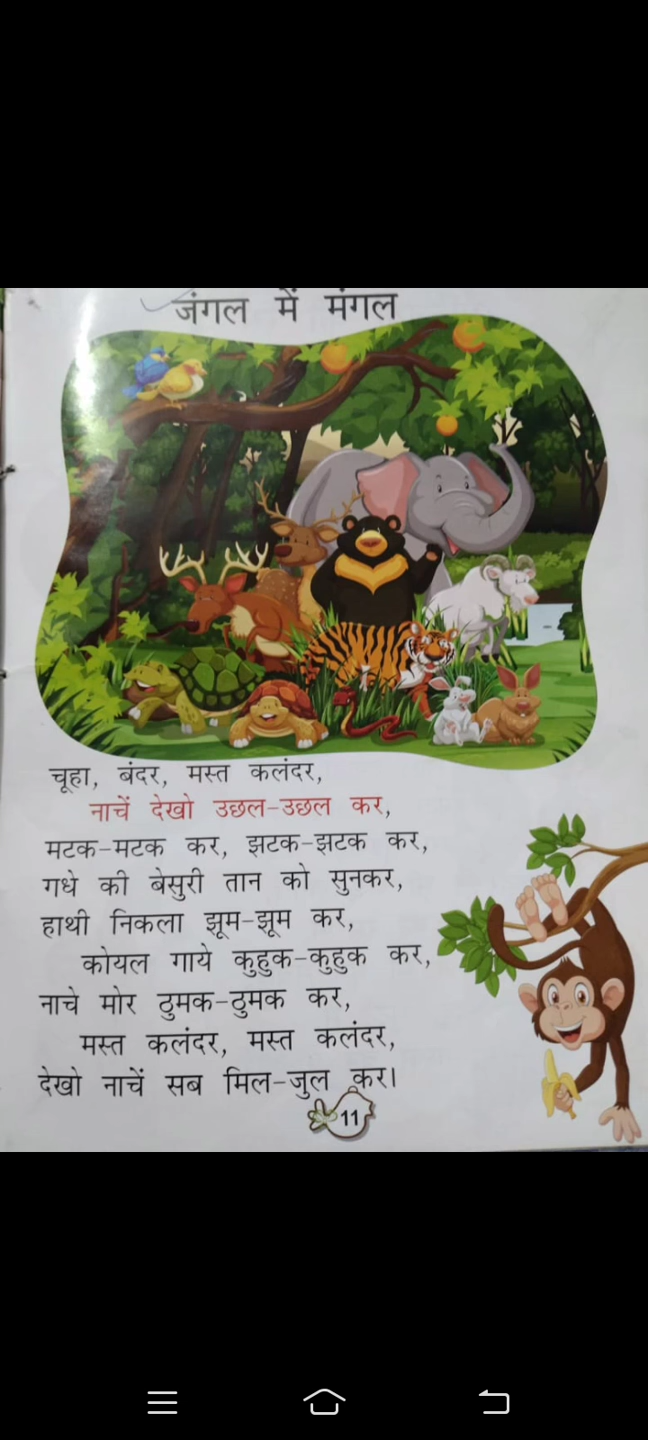 जंगल में मंगल
चूहा, बंदर, मस्त कलंदर,
नाचें देखो उछल-उछल कर,
मटक-मटक कर, झटक-झटक कर,
गधे की बेसुरी तान को सुनकर,
हाथी निकला झूम-झूम कर,
कोयल गाये कुहुक-कुहुक कर,
नाचे मोर ठुमक-ठुमक कर,
मस्त कलंदर, मस्त कलंदर,
देखो नाचें सब मिल-जुल कर।
11